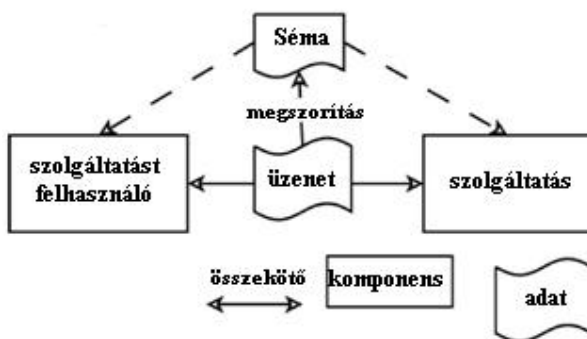 Séma
megszorítás
szolgáltatást
felhasználó
üzenet
szolgáltatás
összekötő
komponens
adat